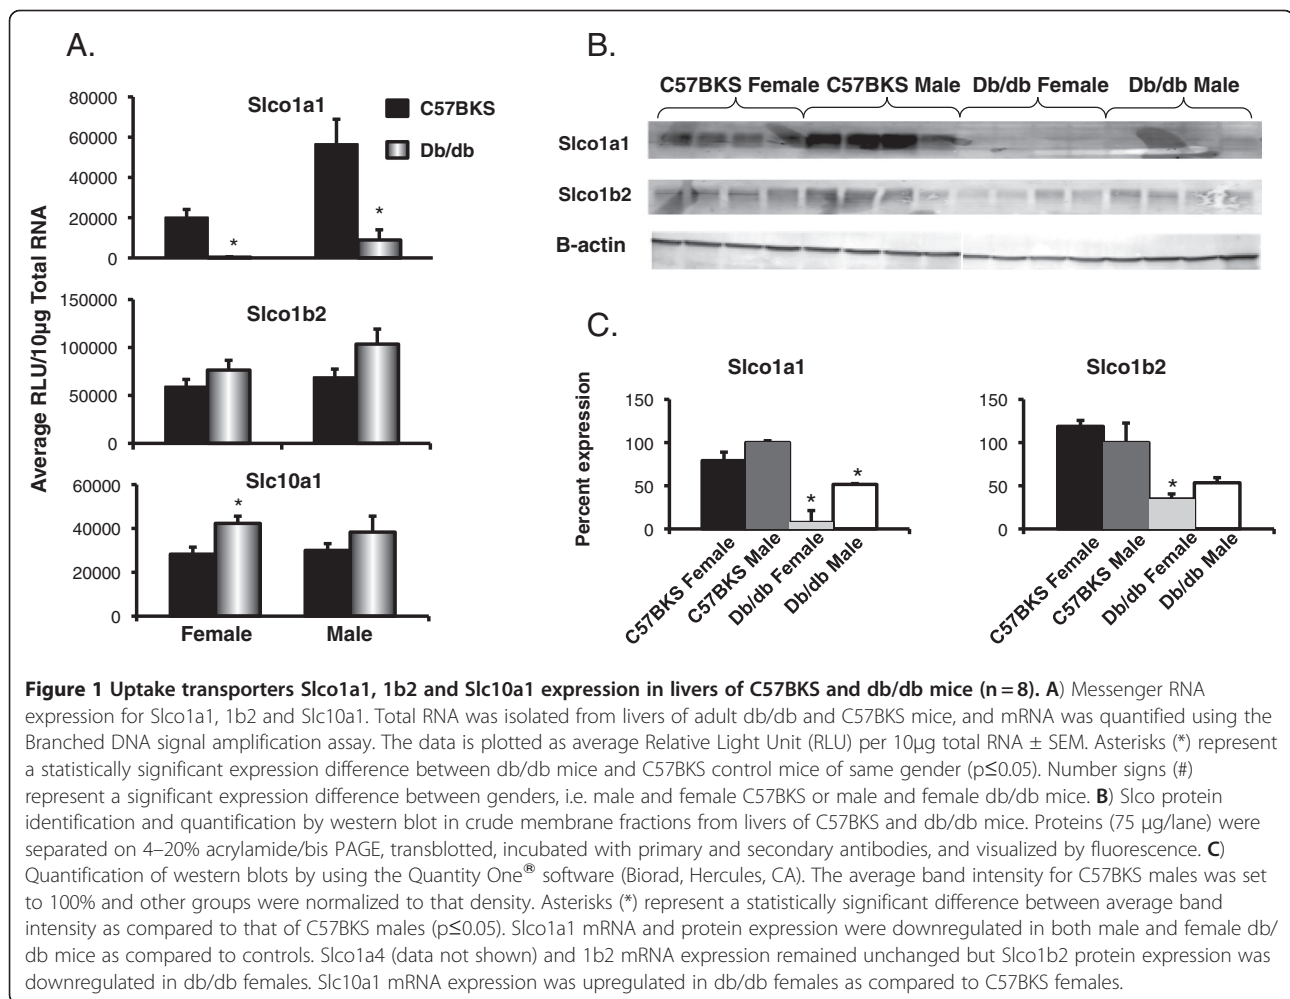 A.
Average RLU/10µg Total RNA
80000
60000
40000
20000
0
Slco1a1
C57BKS
Db/db
*
*
150000
100000
50000
0
Slco1b2
60000
40000
20000
0
Slc10a1
*
Female
Male
B.
C57BKS Female C57BKS Male Db/db Female Db/db Male
Slco1a1
Slco1b2
B-actin
C.
Percent expression
Slco1a1
150
100
50
0
*
*
C57BKS Female
C57BKS Male
Db/db Female
Db/db Male
Slco1b2
150
100
50
0
*
C57BKS Female
C57BKS Male
Db/db Female
Db/db Male
Figure 1 Uptake transporters Slco1a1, 1b2 and Slc10a1 expression in livers of C57BKS and db/db mice (n = 8). A) Messenger RNA
expression for Slco1a1, 1b2 and Slc10a1. Total RNA was isolated from livers of adult db/db and C57BKS mice, and mRNA was quantified using the
Branched DNA signal amplification assay. The data is plotted as average Relative Light Unit (RLU) per 10µg total RNA ± SEM. Asterisks (*) represent
a statistically significant expression difference between db/db mice and C57BKS control mice of same gender (p≤0.05). Number signs (#)
represent a significant expression difference between genders, i.e. male and female C57BKS or male and female db/db mice. B) Slco protein
identification and quantification by western blot in crude membrane fractions from livers of C57BKS and db/db mice. Proteins (75 µg/lane) were
separated on 4–20% acrylamide/bis PAGE, transblotted, incubated with primary and secondary antibodies, and visualized by fluorescence. C)
Quantification of western blots by using the Quantity One® software (Biorad, Hercules, CA). The average band intensity for C57BKS males was set
to 100% and other groups were normalized to that density. Asterisks (*) represent a statistically significant difference between average band
intensity as compared to that of C57BKS males (p≤0.05). Slco1a1 mRNA and protein expression were downregulated in both male and female db/
db mice as compared to controls. Slco1a4 (data not shown) and 1b2 mRNA expression remained unchanged but Slco1b2 protein expression was
downregulated in db/db females. Slc10a1 mRNA expression was upregulated in db/db females as compared to C57BKS females.